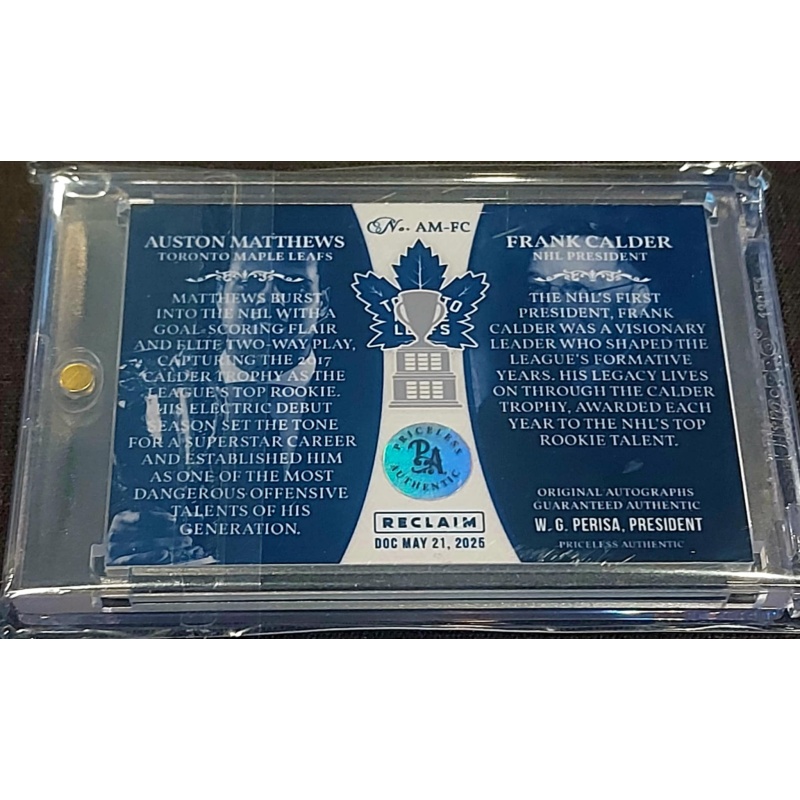 No. AM-FC
AUSTON MATTHEWS
TORONTO MAPLE LEAFS
MATTHEWS BURST
INTO THE NHL WITH A
GOAL-SCORING FLAIR
AND ELITE TWO-WAY PLAY,
CAPTURING THE 2017
CALDER TROPHY AS THE
LEAGUE'S TOP ROOKIE.
HIS ELECTRIC DEBUT
SEASON SET THE TONE
FOR A SUPERSTAR CAREER
AND ESTABLISHED HIM
AS ONE OF THE MOST
DANGEROUS OFFENSIVE
TALENTS OF HIS
GENERATION.
PRICELESS
PA
AUTHENTIC
RECLAIM
DOC MAY 21, 2025
FRANK CALDER
NHL PRESIDENT
THE NHL'S FIRST
PRESIDENT, FRANK
CALDER WAS A VISIONARY
LEADER WHO SHAPED THE
LEAGUE'S FORMATIVE
YEARS. HIS LEGACY LIVES
ON THROUGH THE CALDER
TROPHY, AWARDED EACH
YEAR TO THE NHL'S TOP
ROOKIE TALENT.
ORIGINAL AUTOGRAPHS
GUARANTEED AUTHENTIC
W. G. PERISA, PRESIDENT
PRICELESS AUTHENTIC